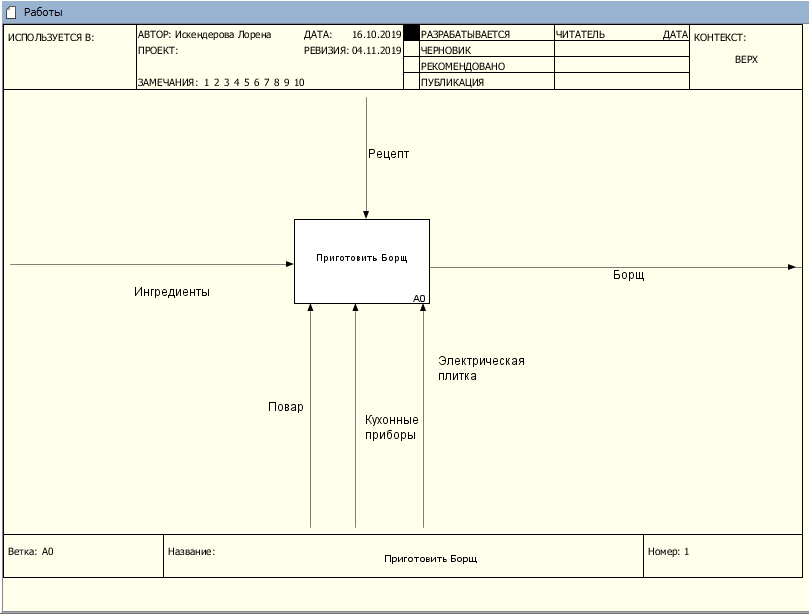 Работы
ИСПОЛЬЗУЕТСЯ В:
АВТОР: Искендерова Лорена ДАТА: 16.10.2019
ПРОЕКТ: РЕВИЗИЯ: 04.11.2019
ЗАМЕЧАНИЯ: 1 2 3 4 5 6 7 8 9 10
РАЗРАБАТЫВАЕТСЯ
ЧЕРНОВИК
РЕКОМЕНДОВАНО
ПУБЛИКАЦИЯ
ЧИТАТЕЛЬ ДАТА
КОНТЕКСТ:
ВЕРХ
Рецепт
Приготовить Борщ
A0
Ингредиенты
Борщ
Электрическая
плитка
Повар
Кухонные
приборы
Ветка: A0
Название:
Приготовить Борщ
Номер: 1